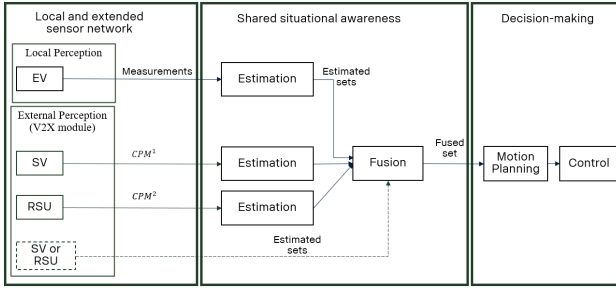 Local and extended
sensor network
Shared situational awareness
Decision-making
Local Perception
EV
Measurements
Estimation
Estimated
sets
External Perception
(V2X module)
SV
CPM¹
Estimation
Fusion
Fused
set
Motion
Planning
Control
RSU
CPM²
Estimation
SV or
RSU
Estimated
sets